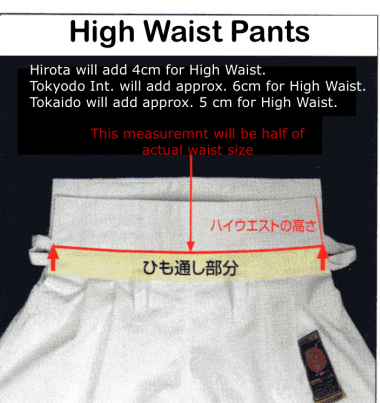 High Waist Pants
Hirota will add 4cm for High Waist.
Tokyodo Int. will add approx. 6cm for High Waist.
Tokaido will add approx. 5 cm for High Waist.
This measuremnt will be half of
actual waist size
ハイウエストの高さ
ひも通し部分